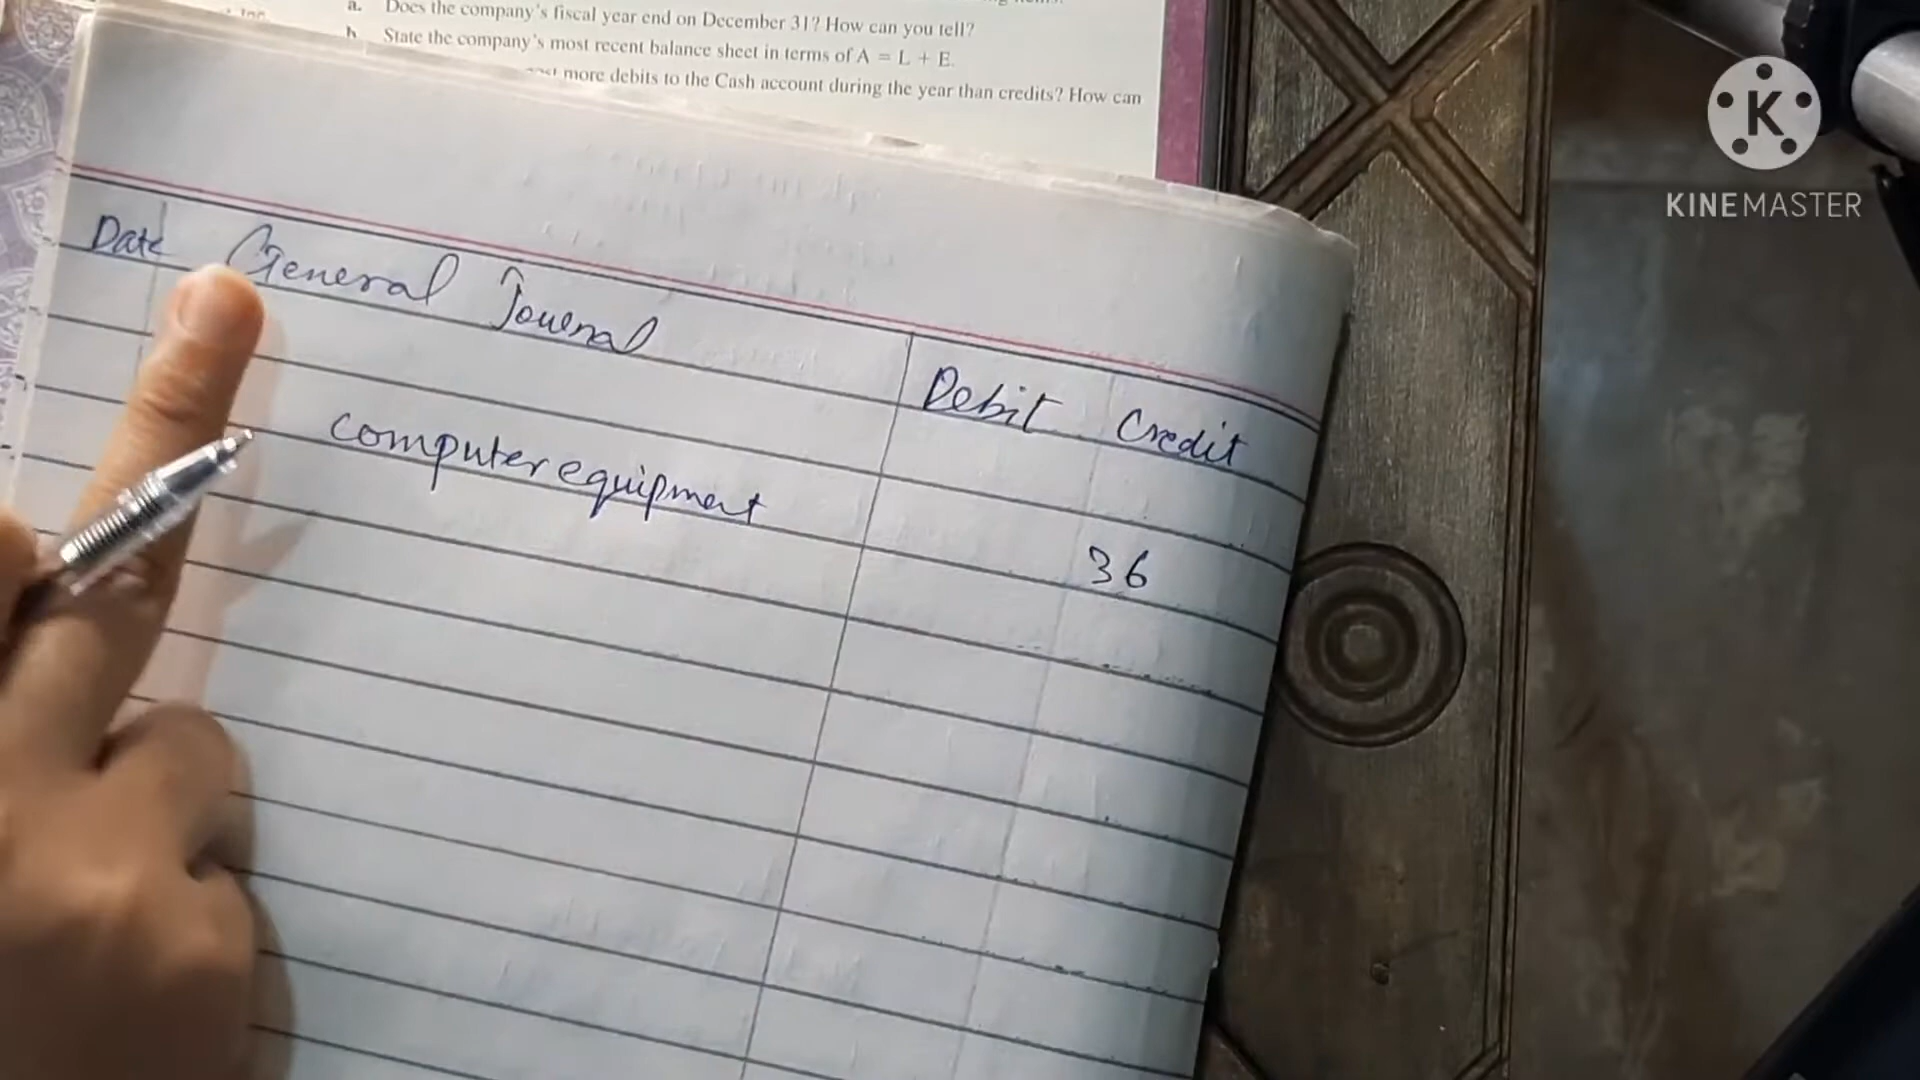 a. Does the company's fiscal year end on December 31? How can you tell?
State the company's most recent balance sheet in terms of A = L + E.
more debits to the Cash account during the year than credits? How can
K
KINEMASTER
Date General Journal Debit Credit
computer equipment 36